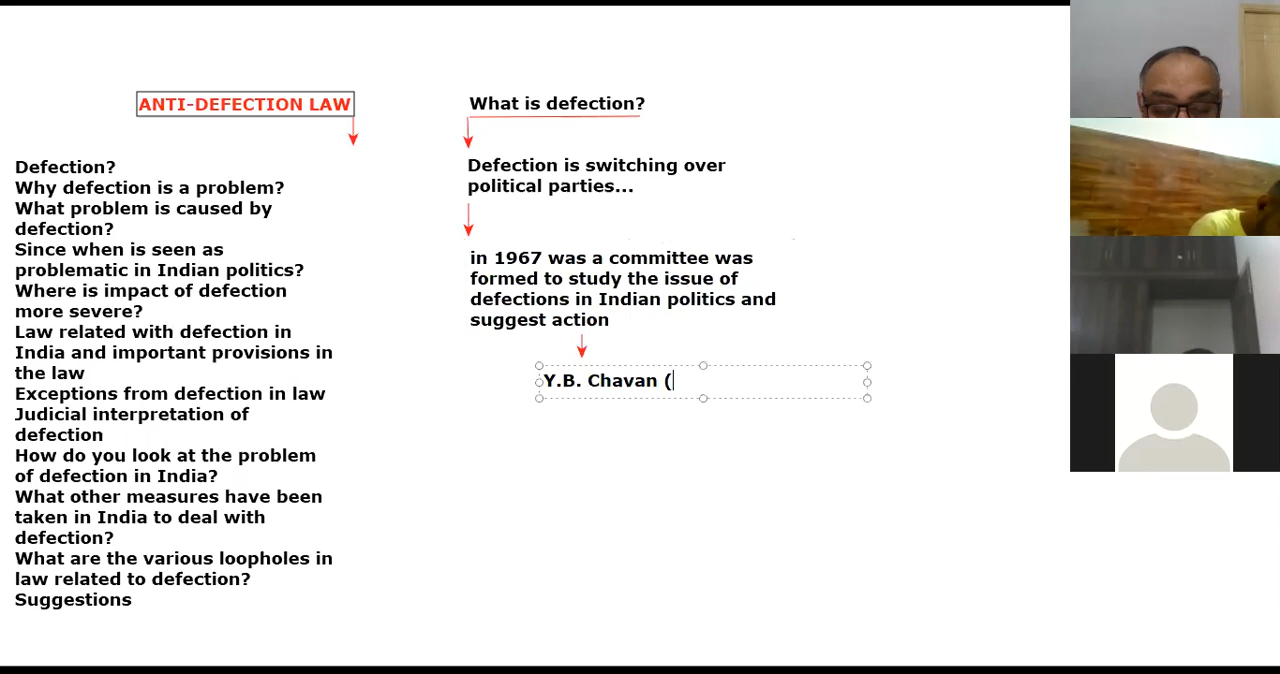 ANTI-DEFECTION LAW
Defection?
Why defection is a problem?
What problem is caused by
defection?
Since when is seen as
problematic in Indian politics?
Where is impact of defection
more severe?
Law related with defection in
India and important provisions in
the law
Exceptions from defection in law
Judicial interpretation of
defection
How do you look at the problem
of defection in India?
What other measures have been
taken in India to deal with
defection?
What are the various loopholes in
law related to defection?
Suggestions
What is defection?
Defection is switching over
political parties...
in 1967 was a committee was
formed to study the issue of
defections in Indian politics and
suggest action
Y.B. Chavan (